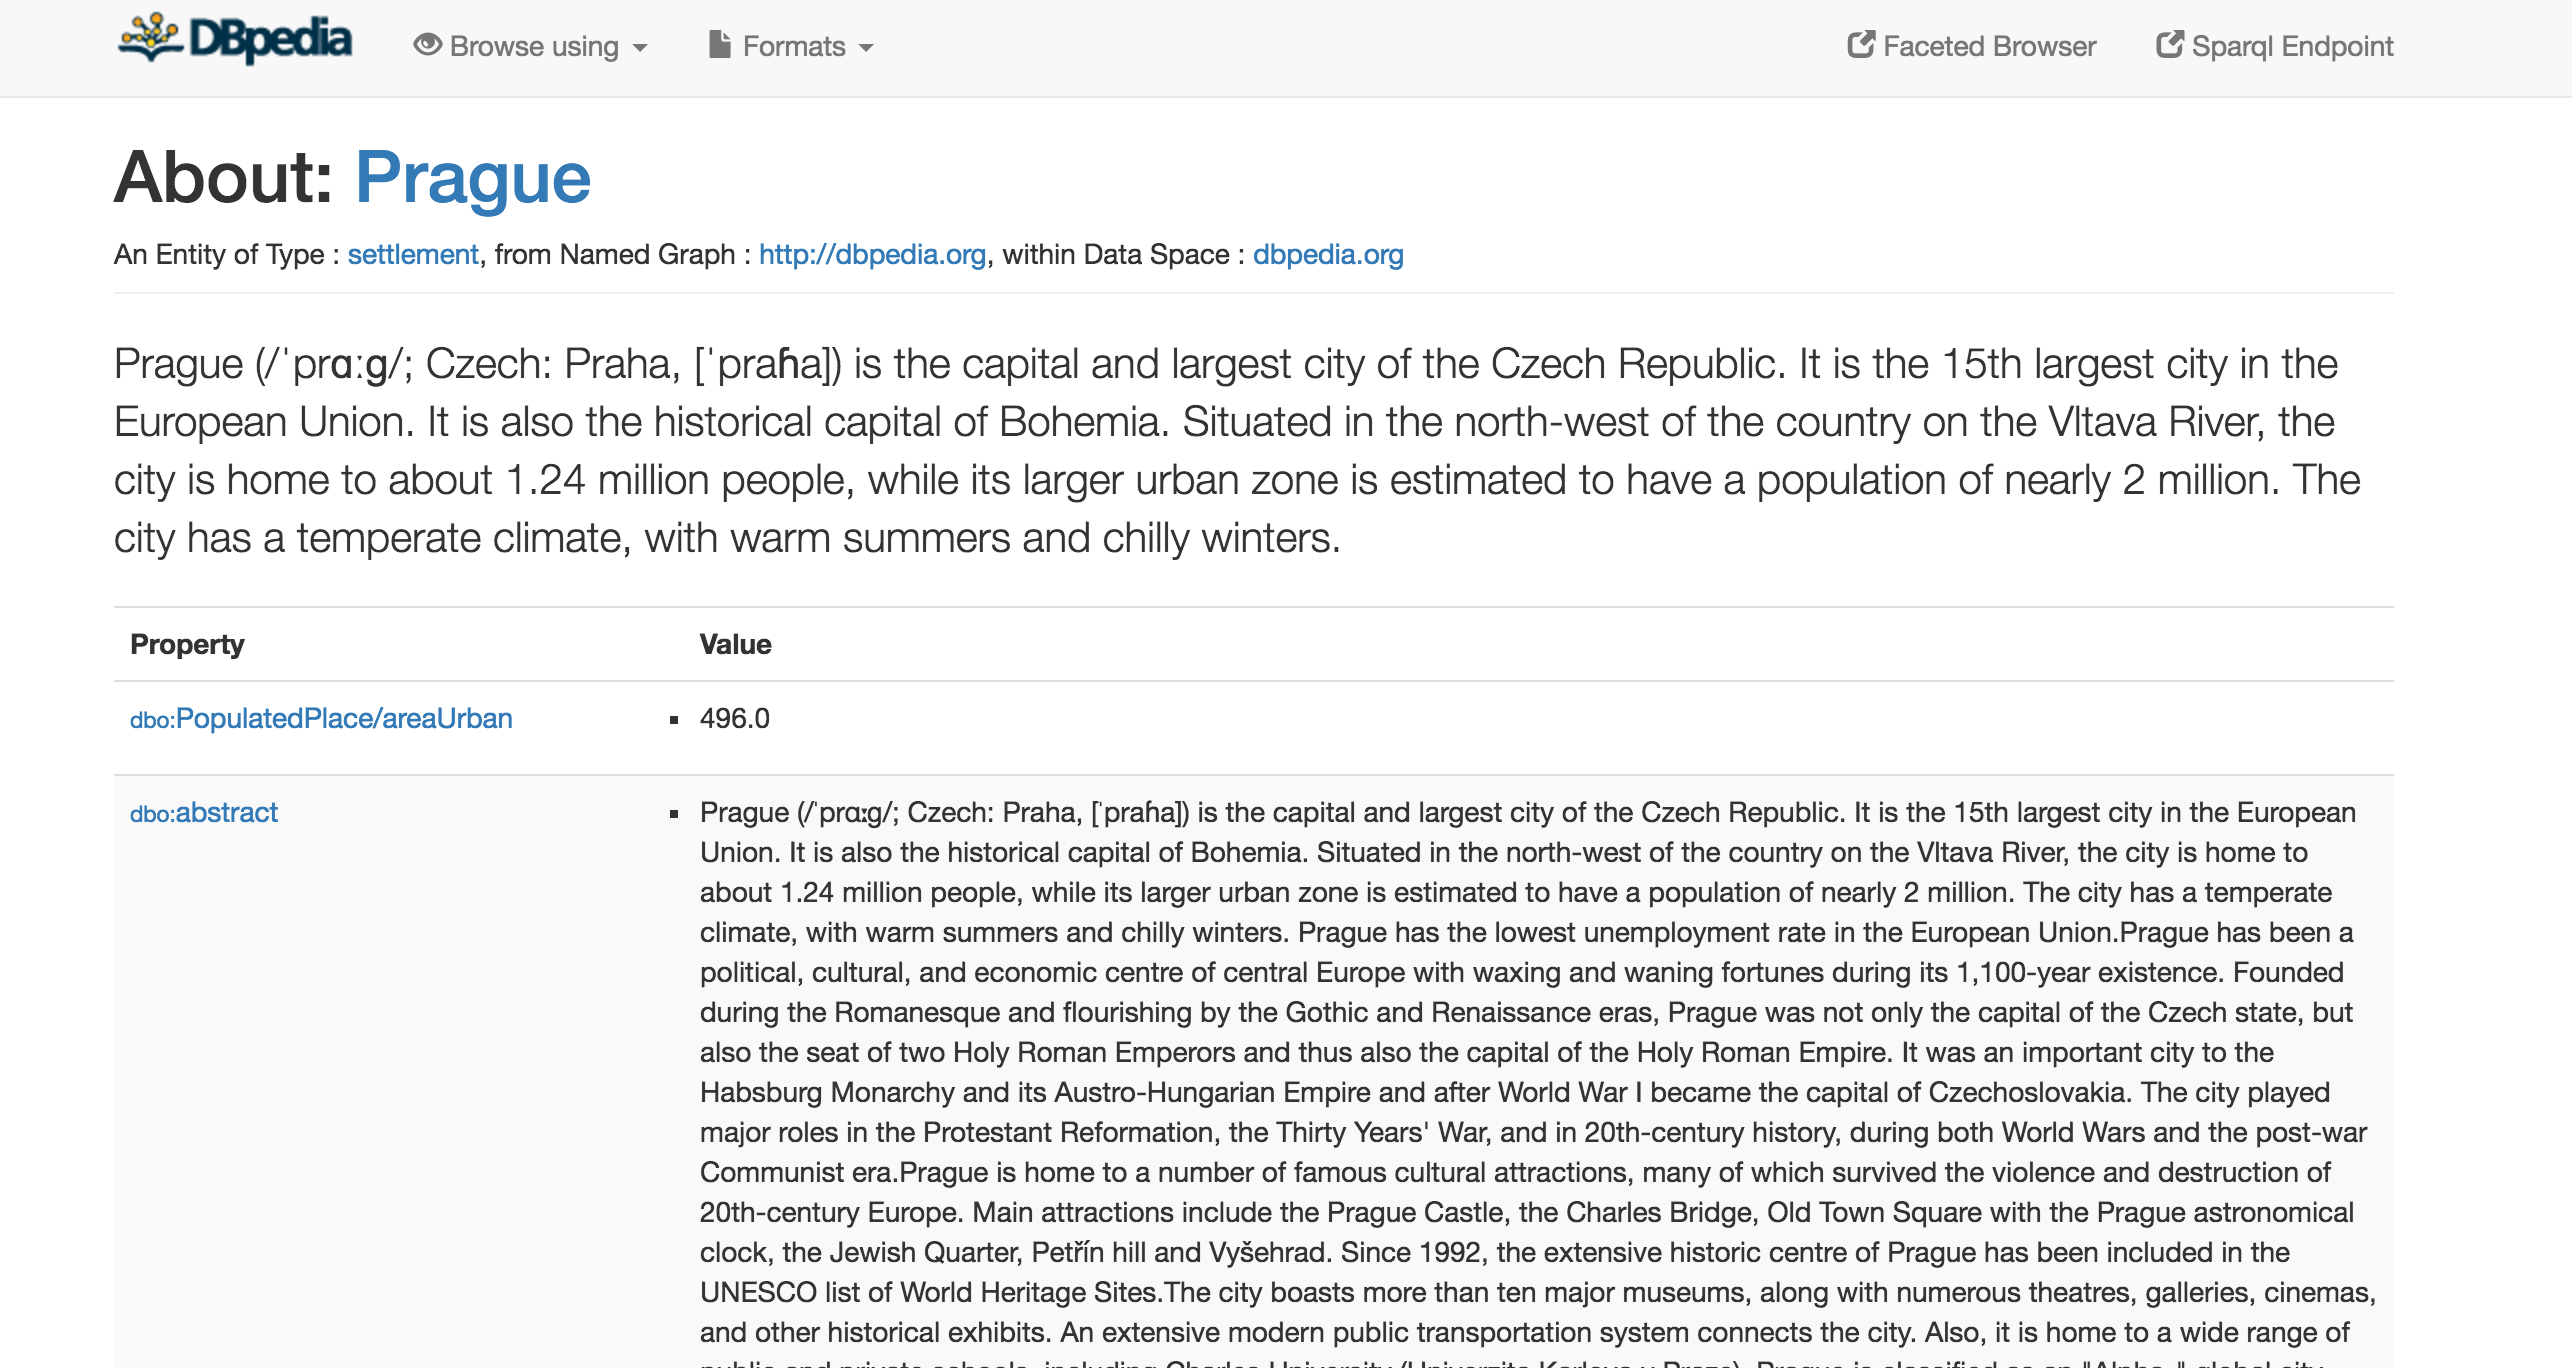 DBpedia Browse using Formats Faceted Browser Sparql Endpoint
About: Prague
An Entity of Type : settlement, from Named Graph : http://dbpedia.org, within Data Space : dbpedia.org
Prague (/ˈprɑːɡ/; Czech: Praha, [ˈpraɦa]) is the capital and largest city of the Czech Republic. It is the 15th largest city in the
European Union. It is also the historical capital of Bohemia. Situated in the north-west of the country on the Vltava River, the
city is home to about 1.24 million people, while its larger urban zone is estimated to have a population of nearly 2 million. The
city has a temperate climate, with warm summers and chilly winters.
Property Value
dbo:PopulatedPlace/areaUrban ▪ 496.0
dbo:abstract ▪ Prague (/ˈprɑːɡ/; Czech: Praha, [ˈpraɦa]) is the capital and largest city of the Czech Republic. It is the 15th largest city in the European
Union. It is also the historical capital of Bohemia. Situated in the north-west of the country on the Vltava River, the city is home to
about 1.24 million people, while its larger urban zone is estimated to have a population of nearly 2 million. The city has a temperate
climate, with warm summers and chilly winters. Prague has the lowest unemployment rate in the European Union.Prague has been a
political, cultural, and economic centre of central Europe with waxing and waning fortunes during its 1,100-year existence. Founded
during the Romanesque and flourishing by the Gothic and Renaissance eras, Prague was not only the capital of the Czech state, but
also the seat of two Holy Roman Emperors and thus also the capital of the Holy Roman Empire. It was an important city to the
Habsburg Monarchy and its Austro-Hungarian Empire and after World War I became the capital of Czechoslovakia. The city played
major roles in the Protestant Reformation, the Thirty Years' War, and in 20th-century history, during both World Wars and the post-war
Communist era.Prague is home to a number of famous cultural attractions, many of which survived the violence and destruction of
20th-century Europe. Main attractions include the Prague Castle, the Charles Bridge, Old Town Square with the Prague astronomical
clock, the Jewish Quarter, Petřín hill and Vyšehrad. Since 1992, the extensive historic centre of Prague has been included in the
UNESCO list of World Heritage Sites.The city boasts more than ten major museums, along with numerous theatres, galleries, cinemas,
and other historical exhibits. An extensive modern public transportation system connects the city. Also, it is home to a wide range of